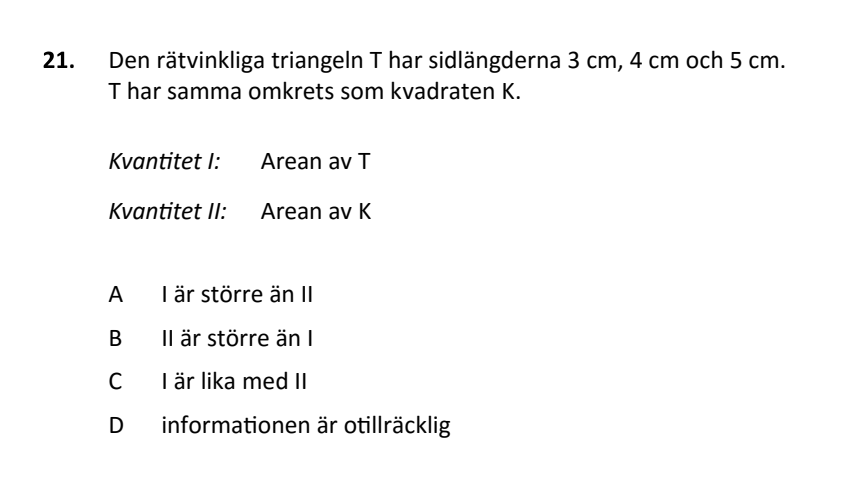 21. Den rätvinkliga triangeln T har sidlängderna 3 cm, 4 cm och 5 cm.
T har samma omkrets som kvadraten K.
Kvantitet I: Arean av T
Kvantitet II: Arean av K
A I är större än II
B II är större än I
C I är lika med II
D informationen är otillräcklig